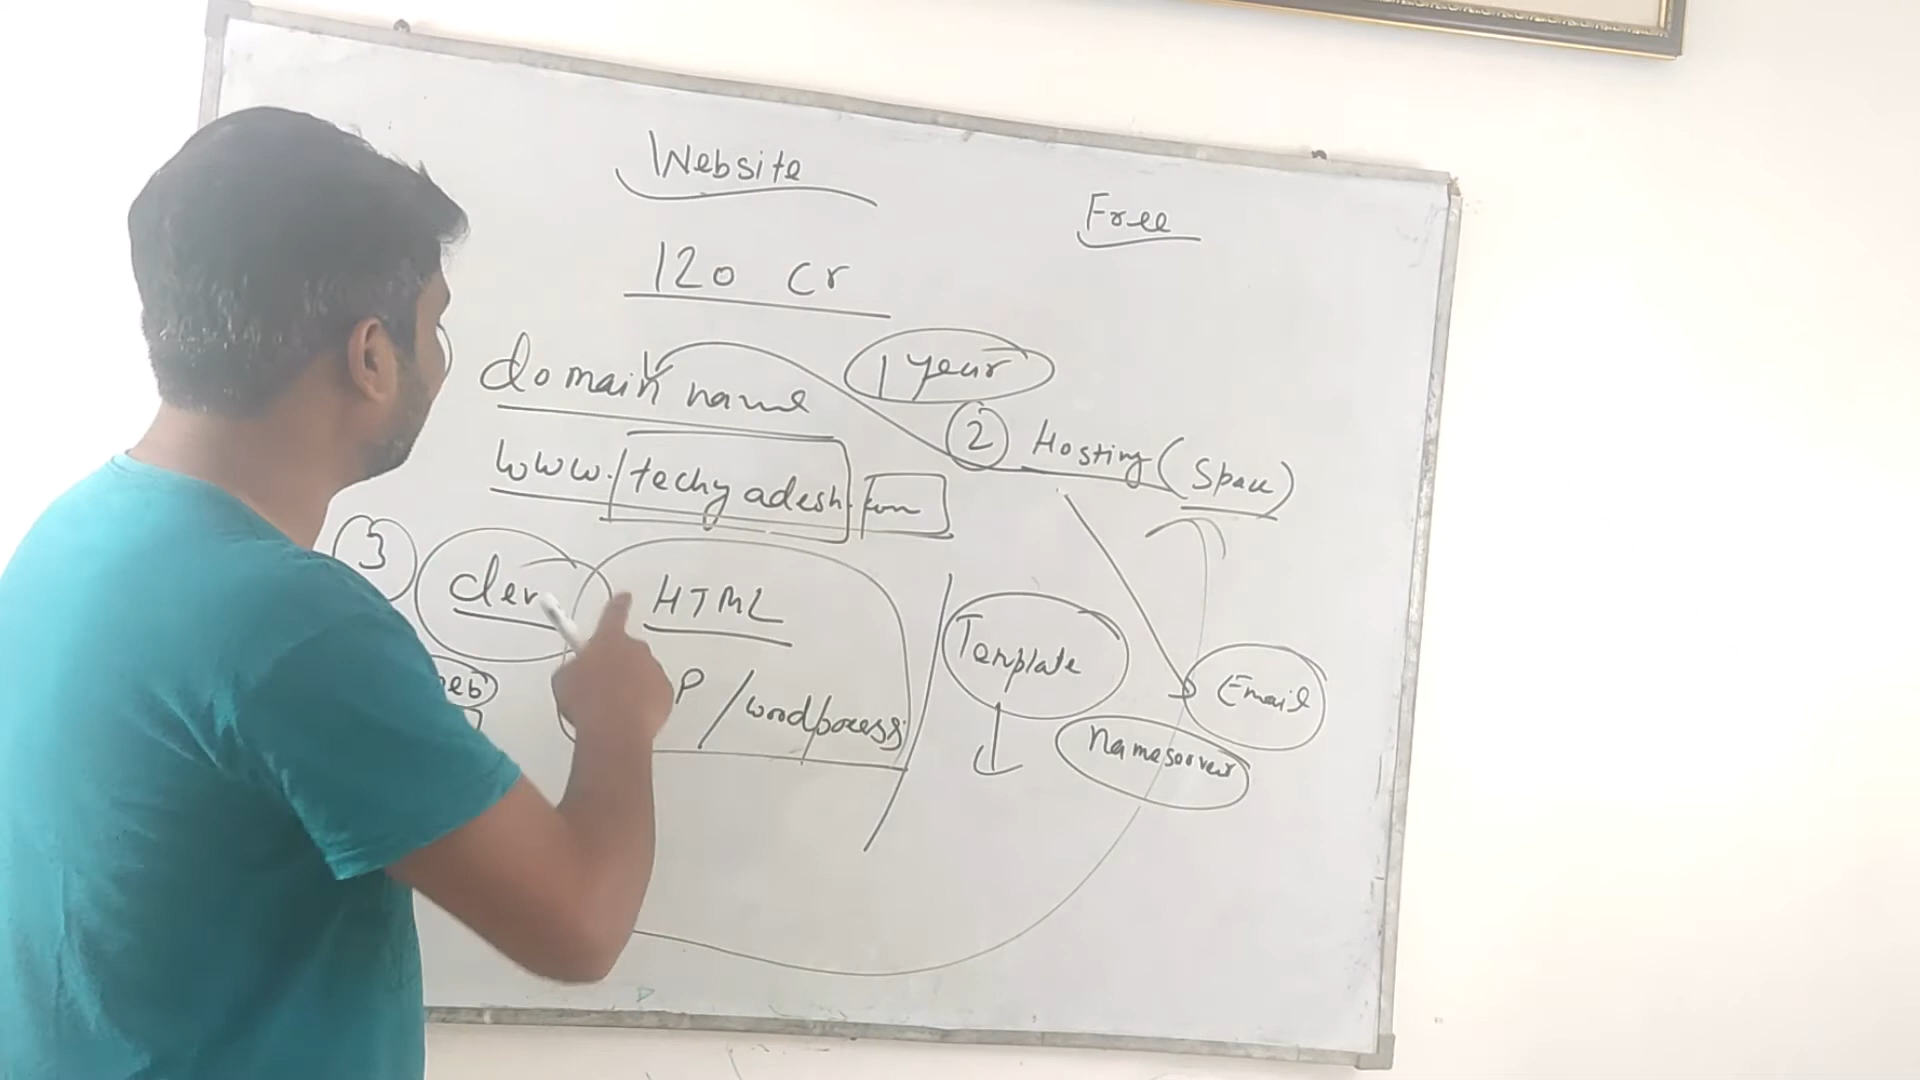 Website
Free
120 Cr
1 year
domain name
2 Hosting (Space)
www.techyadesh.com
3 dev HTML
Template
Email
P / wordpress
Nameserver